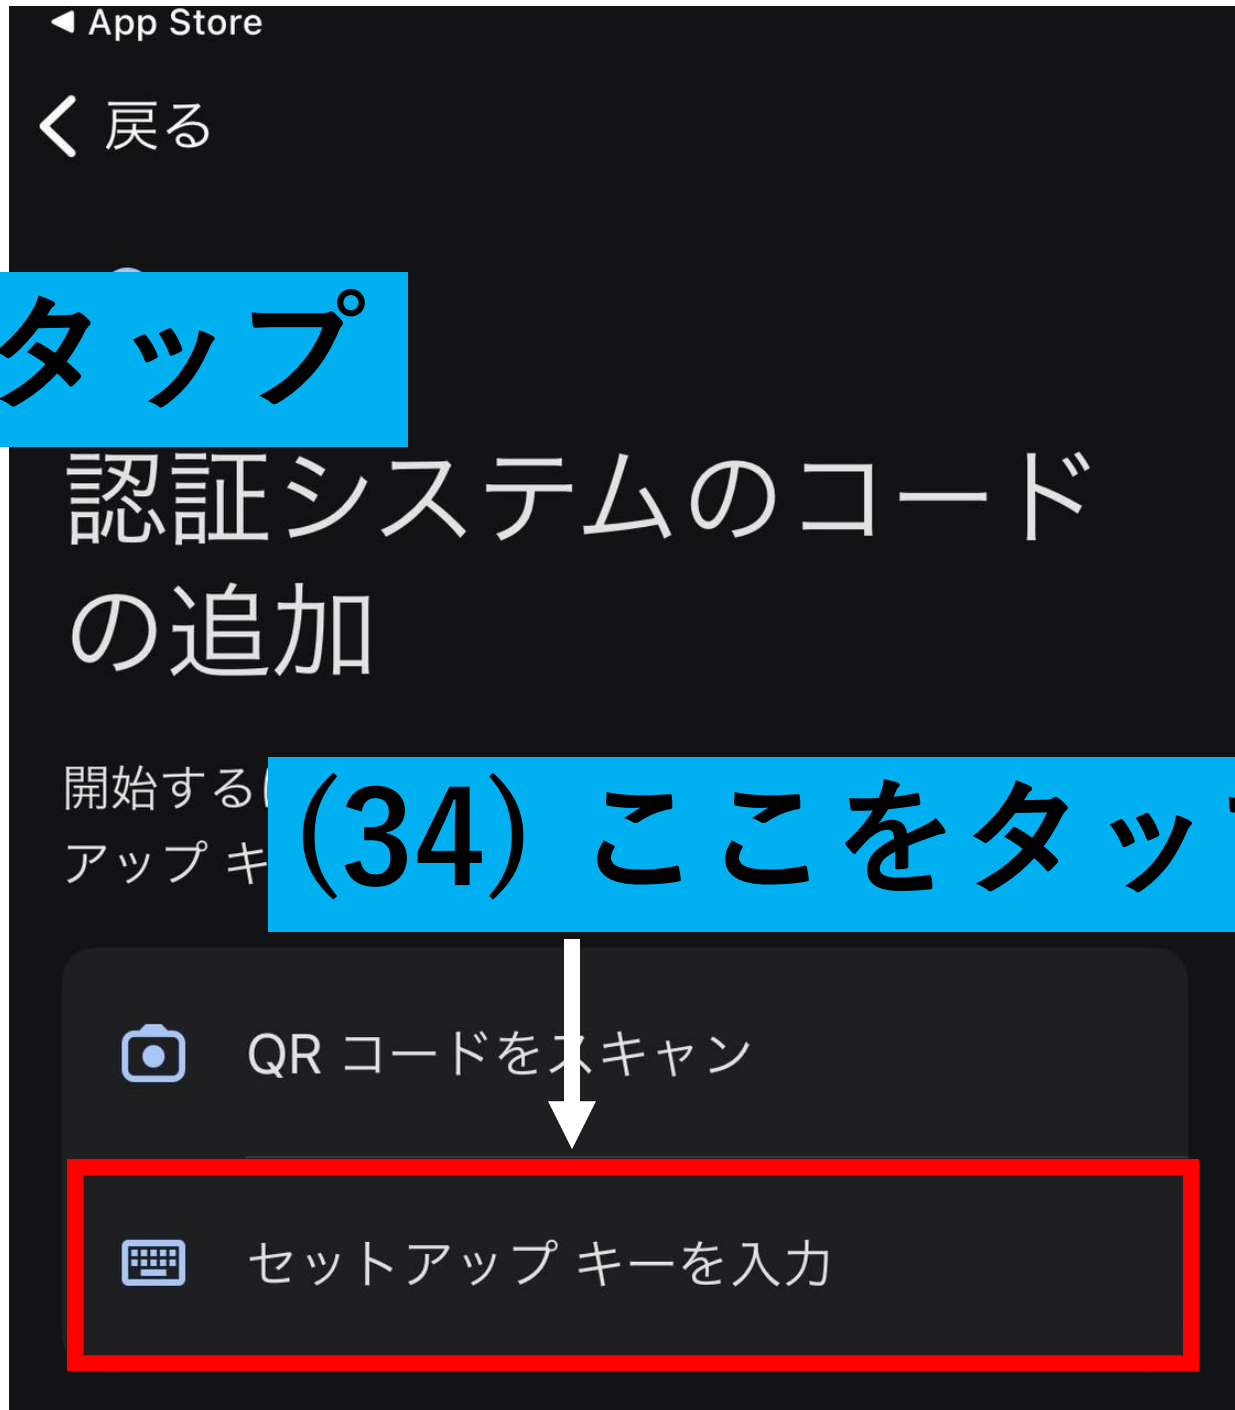 App Store
戻る
タップ
認証システムのコード
の追加
開始する
アップ キ
(34) ここをタッ
QR コードをスキャン
セットアップ キーを入力